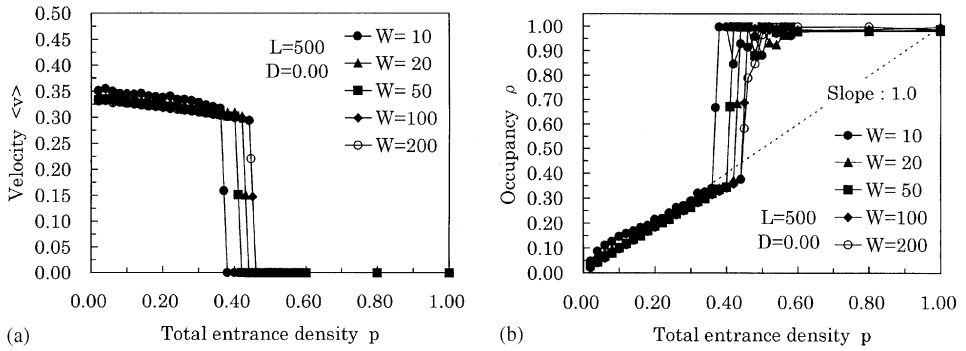 0.50
0.45
0.40
0.35
0.30
0.25
0.20
0.15
0.10
0.05
0.00
Velocity <v>
L=500
D=0.00
W= 10
W= 20
W= 50
W=100
W=200
0.00 0.20 0.40 0.60 0.80 1.00
(a) Total entrance density p
1.00
0.90
0.80
0.70
0.60
0.50
0.40
0.30
0.20
0.10
0.00
Occupancy ρ
Slope : 1.0
W= 10
W= 20
W= 50
W=100
W=200
L=500
D=0.00
0.00 0.20 0.40 0.60 0.80 1.00
(b) Total entrance density p